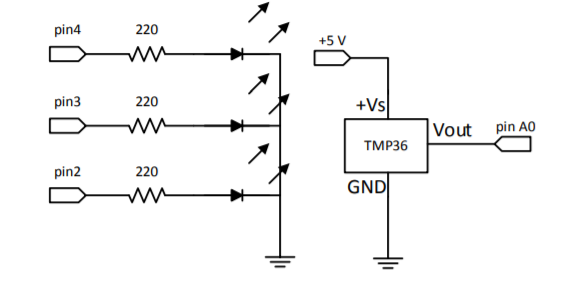 pin4 220
+5 V
pin3 220
+Vs
Vout pin A0
TMP36
pin2 220
GND